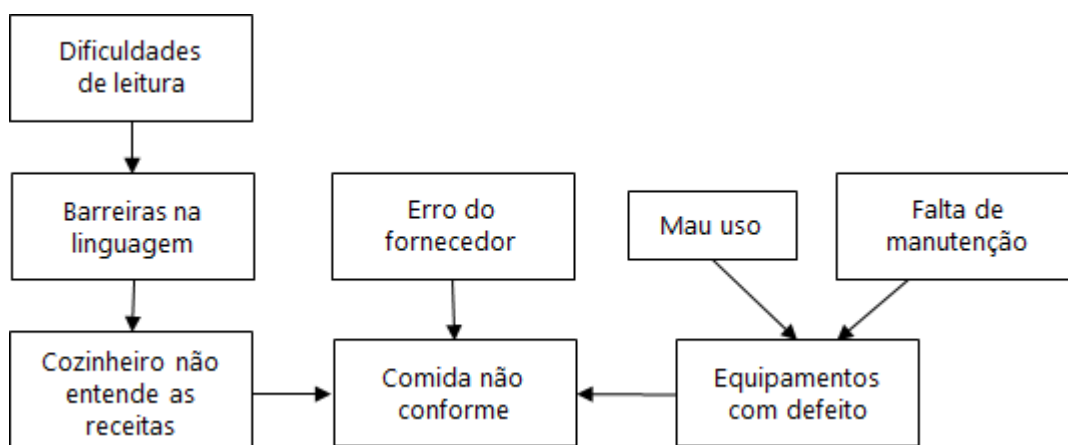 Dificuldades
de leitura
Barreiras na
linguagem
Erro do
fornecedor
Mau uso
Falta de
manutenção
Cozinheiro não
entende as
receitas
Comida não
conforme
Equipamentos
com defeito